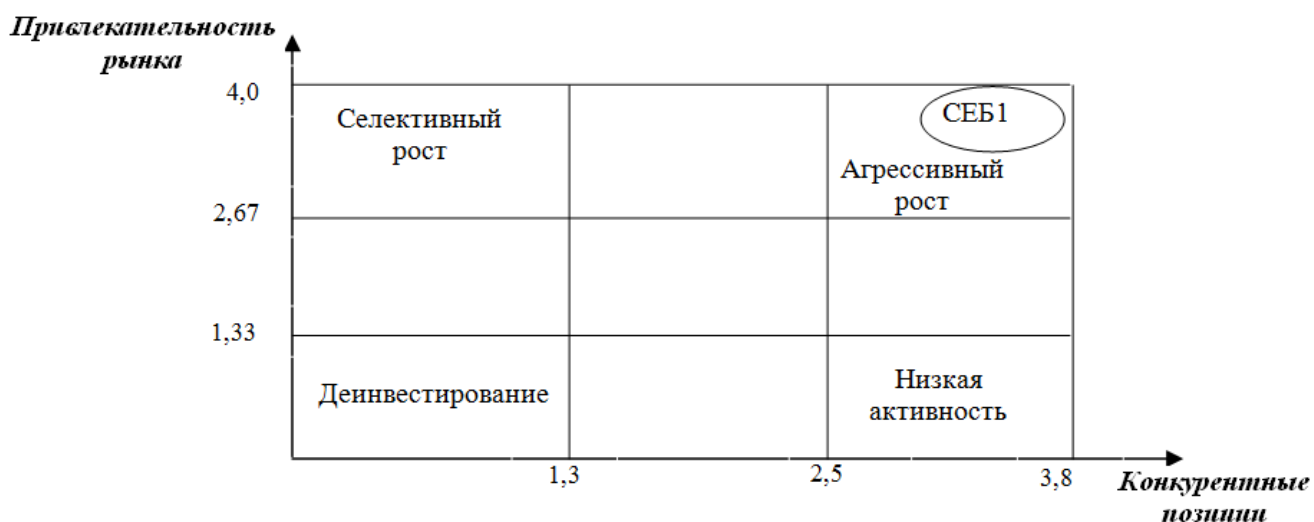 Привлекательность
рынка
4,0
Селективный
рост
СЕБ1
Агрессивный
рост
2,67
1,33
Деинвестирование
Низкая
активность
1,3
2,5
3,8
Конкурентные
позиции